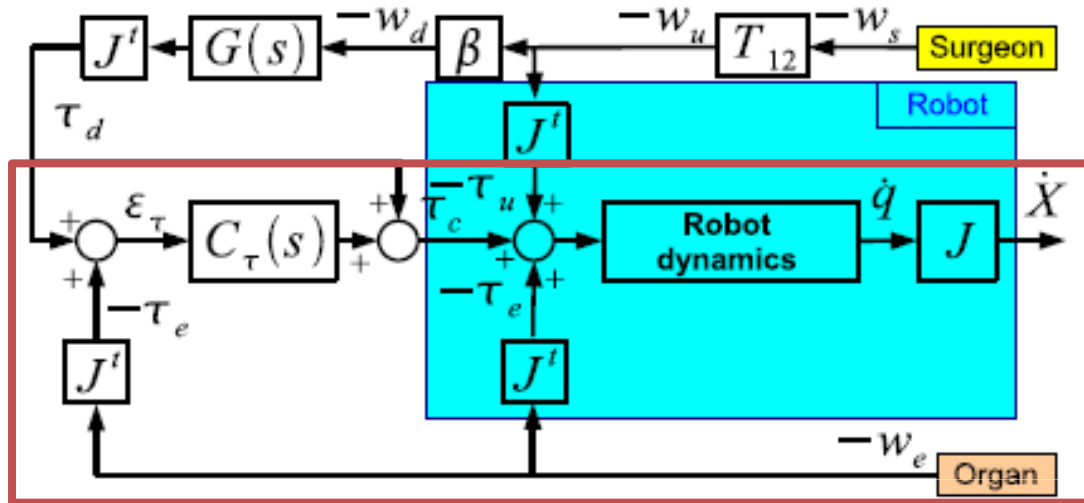 J^t G(s) −w_d β −w_u T_12 −w_s Surgeon
Robot
τ_d
J^t
+ ε_τ C_τ(s) + + −τ_u τ_c + + Robot dynamics q̇ J Ẋ
+ + −τ_e +
−τ_e
J^t J^t
−w_e Organ